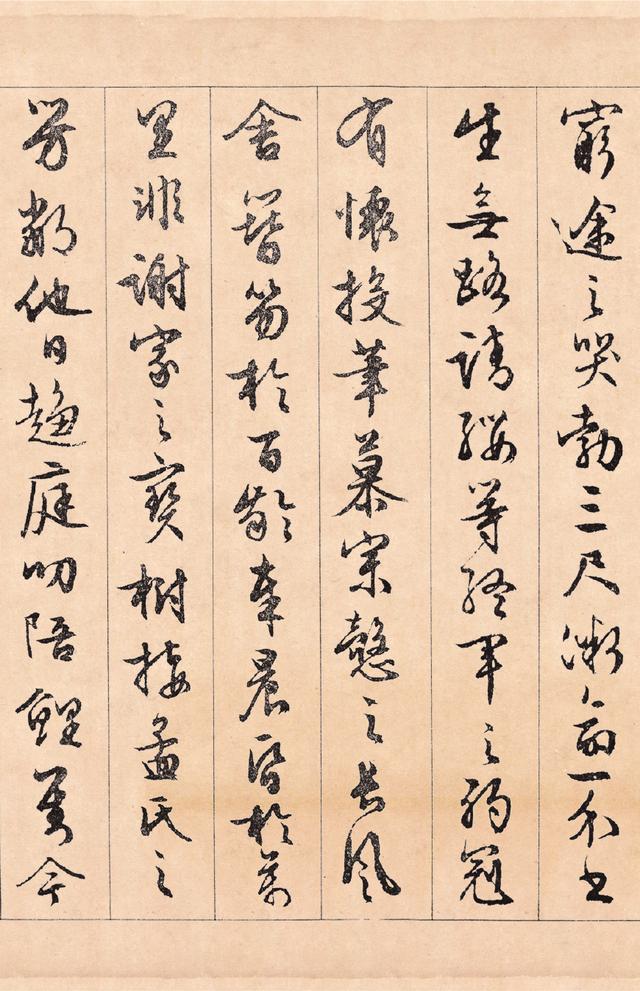 窮途之哭勃三尺微命一介書
生無路請纓等終軍之弱冠
有懷投筆慕宗愨之長風
舍簪笏於百齡奉晨昏於萬
里非謝家之寶樹接孟氏之
芳鄰他日趨庭叨陪鯉對今